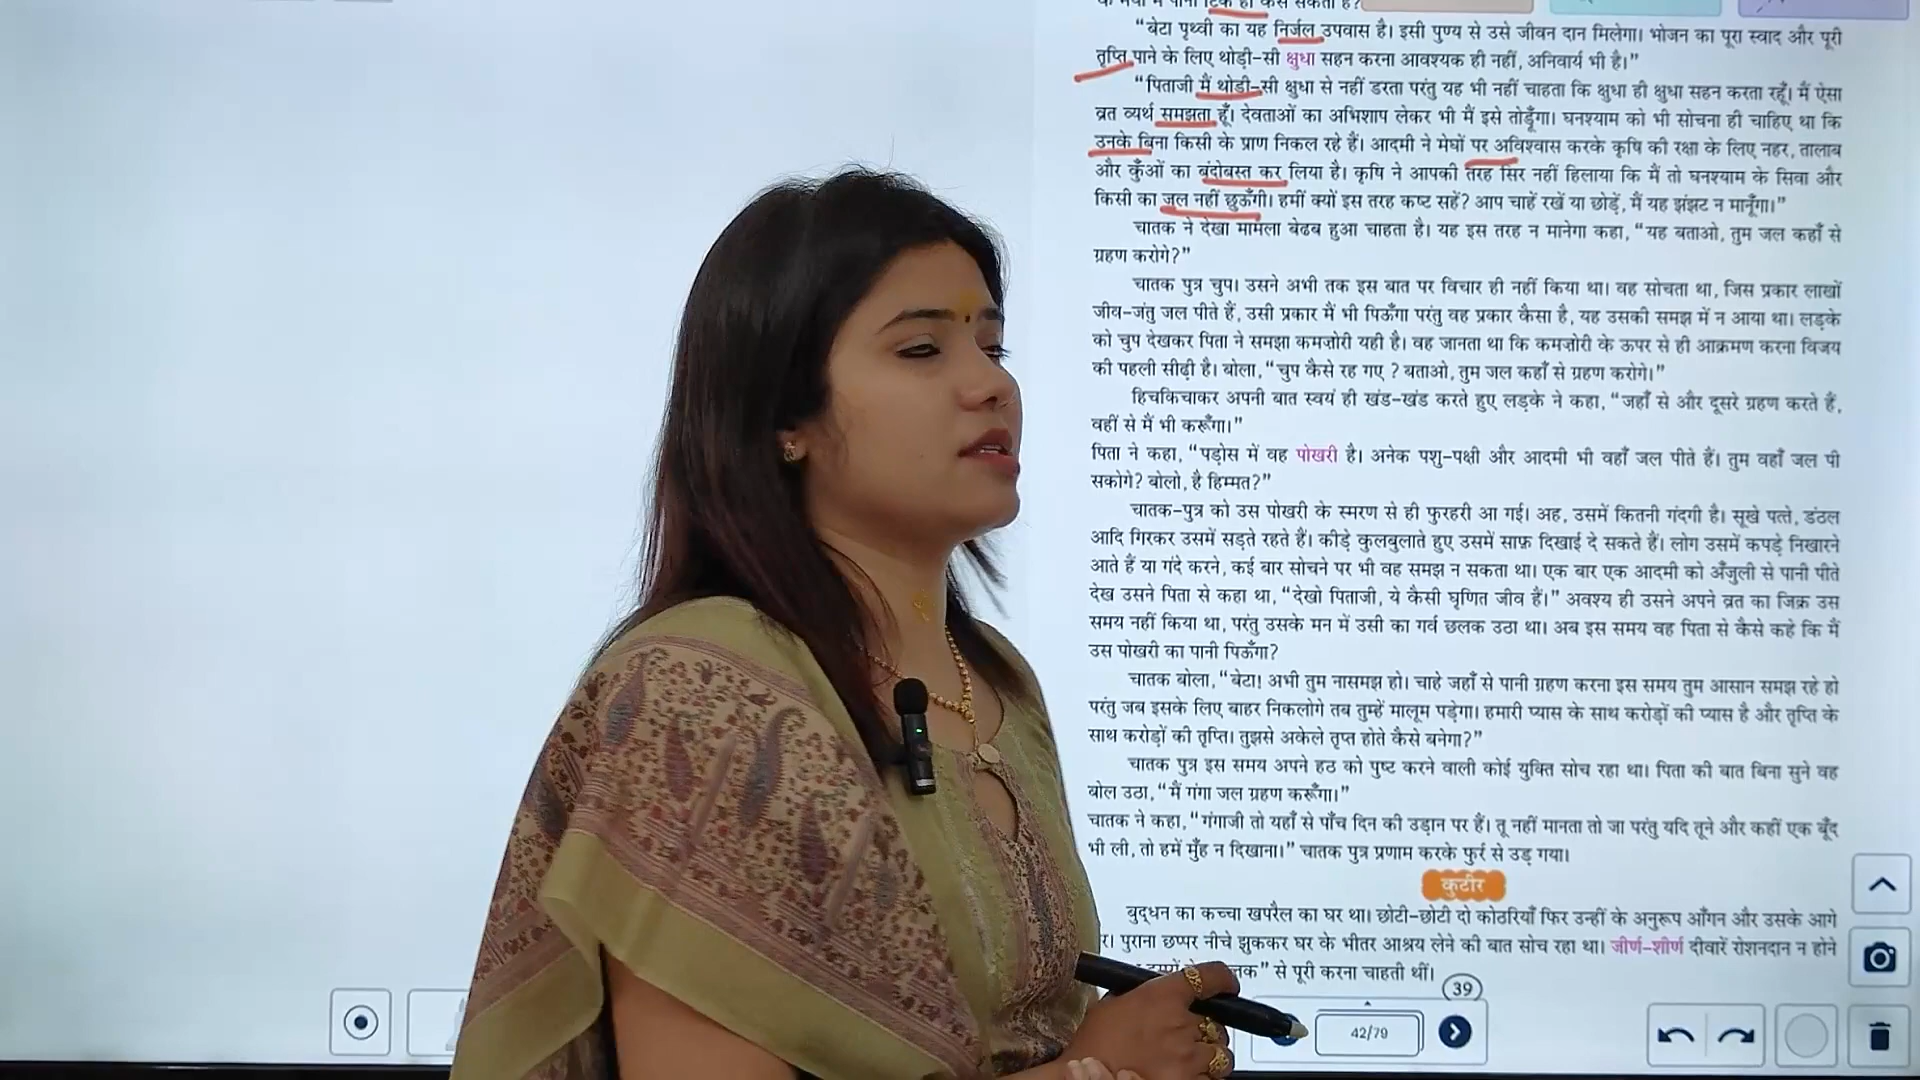 “बेटा पृथ्वी का यह निर्जल उपवास है। इसी पुण्य से उसे जीवन दान मिलेगा। भोजन का पूरा स्वाद और पूरी
तृप्ति पाने के लिए थोड़ी-सी क्षुधा सहन करना आवश्यक ही नहीं, अनिवार्य भी है।”
“पिताजी मैं थोड़ी-सी क्षुधा से नहीं डरता परंतु यह भी नहीं चाहता कि क्षुधा ही क्षुधा सहन करता रहूँ। मैं ऐसा
व्रत व्यर्थ समझता हूँ। देवताओं का अभिशाप लेकर भी मैं इसे तोड़ूँगा। घनश्याम को भी सोचना ही चाहिए था कि
उनके बिना किसी के प्राण निकल रहे हैं। आदमी ने मेघों पर अविश्वास करके कृषि की रक्षा के लिए नहर, तालाब
और कुँओं का बंदोबस्त कर लिया है। कृषि ने आपकी तरह सिर नहीं हिलाया कि मैं तो घनश्याम के सिवा और
किसी का जल नहीं छुऊँगी। हमीं क्यों इस तरह कष्ट सहें? आप चाहें रखें या छोड़ें, मैं यह झंझट न मानूँगा।”
चातक ने देखा मामला बेढब हुआ चाहता है। यह इस तरह न मानेगा कहा, “यह बताओ, तुम जल कहाँ से
ग्रहण करोगे?”
चातक पुत्र चुप। उसने अभी तक इस बात पर विचार ही नहीं किया था। वह सोचता था, जिस प्रकार लाखों
जीव-जंतु जल पीते हैं, उसी प्रकार मैं भी पिऊँगा परंतु वह प्रकार कैसा है, यह उसकी समझ में न आया था। लड़के
को चुप देखकर पिता ने समझा कमज़ोरी यही है। वह जानता था कि कमज़ोरी के ऊपर से ही आक्रमण करना विजय
की पहली सीढ़ी है। बोला, “चुप कैसे रह गए ? बताओ, तुम जल कहाँ से ग्रहण करोगे।”
हिचकिचाकर अपनी बात स्वयं ही खंड-खंड करते हुए लड़के ने कहा, “जहाँ से और दूसरे ग्रहण करते हैं,
वहीं से मैं भी करूँगा।”
पिता ने कहा, “पड़ोस में वह पोखरी है। अनेक पशु-पक्षी और आदमी भी वहाँ जल पीते हैं। तुम वहाँ जल पी
सकोगे? बोलो, है हिम्मत?”
चातक-पुत्र को उस पोखरी के स्मरण से ही फुरहरी आ गई। अह, उसमें कितनी गंदगी है। सूखे पत्ते, डंठल
आदि गिरकर उसमें सड़ते रहते हैं। कीड़े कुलबुलाते हुए उसमें साफ़ दिखाई दे सकते हैं। लोग उसमें कपड़े निखारने
आते हैं या गंदे करने, कई बार सोचने पर भी वह समझ न सकता था। एक बार एक आदमी को अँजुली से पानी पीते
देख उसने पिता से कहा था, “देखो पिताजी, ये कैसी घृणित जीव हैं।” अवश्य ही उसने अपने व्रत का जिक्र उस
समय नहीं किया था, परंतु उसके मन में उसी का गर्व छलक उठा था। अब इस समय वह पिता से कैसे कहे कि मैं
उस पोखरी का पानी पिऊँगा?
चातक बोला, “बेटा! अभी तुम नासमझ हो। चाहे जहाँ से पानी ग्रहण करना इस समय तुम आसान समझ रहे हो
परंतु जब इसके लिए बाहर निकलोगे तब तुम्हें मालूम पड़ेगा। हमारी प्यास के साथ करोड़ों की प्यास है और तृप्ति के
साथ करोड़ों की तृप्ति। तुझसे अकेले तृप्त होते कैसे बनेगा?”
चातक पुत्र इस समय अपने हठ को पुष्ट करने वाली कोई युक्ति सोच रहा था। पिता की बात बिना सुने वह
बोल उठा, “मैं गंगा जल ग्रहण करूँगा।”
चातक ने कहा, “गंगाजी तो यहाँ से पाँच दिन की उड़ान पर हैं। तू नहीं मानता तो जा परंतु यदि तूने और कहीं एक बूँद
भी ली, तो हमें मुँह न दिखाना।” चातक पुत्र प्रणाम करके फुर्र से उड़ गया।
कुटीर
बुद्धन का कच्चा खपरैल का घर था। छोटी-छोटी दो कोठरियाँ फिर उन्हीं के अनुरूप आँगन और उसके आगे
पुराना छप्पर नीचे झुककर घर के भीतर आश्रय लेने की बात सोच रहा था। जीर्ण-शीर्ण दीवारें रोशनदान न होने
से पूरी करना चाहती थीं।
39
42/79